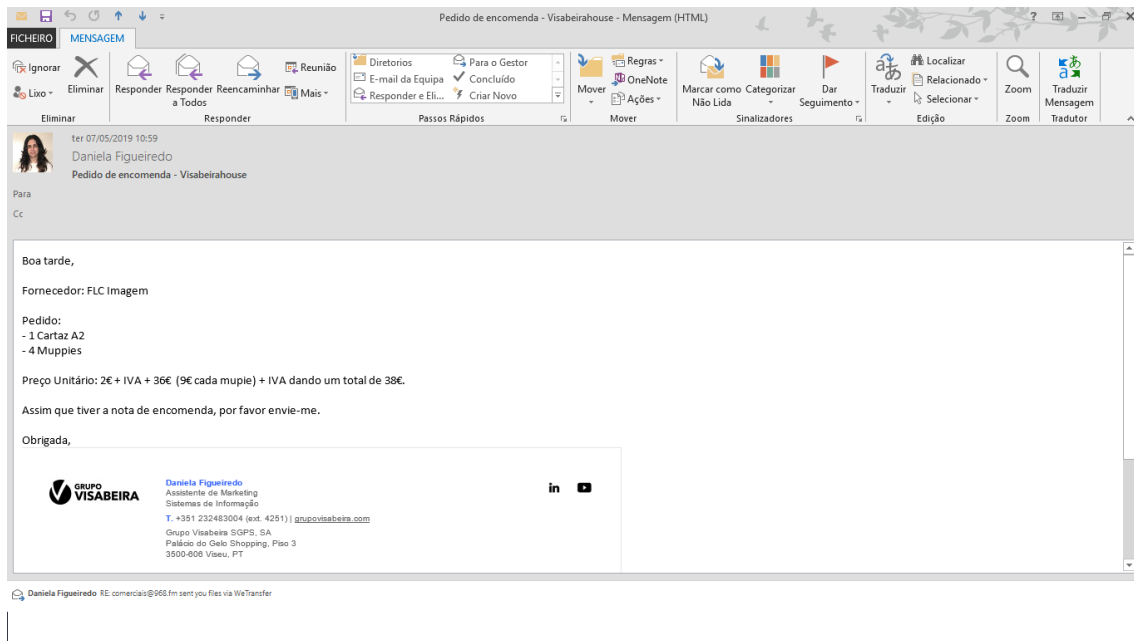 Pedido de encomenda - Visabeirahouse - Mensagem (HTML)
FICHEIRO MENSAGEM
Ignorar
Lixo
Eliminar
Responder
Responder a Todos
Reencaminhar
Reunião
Mais
Diretorios
E-mail da Equipa
Responder e Eli...
Para o Gestor
Concluído
Criar Novo
Mover
Regras
OneNote
Ações
Marcar como Não Lida
Categorizar
Dar Seguimento
Traduzir
Localizar
Relacionado
Selecionar
Zoom
Traduzir Mensagem
Eliminar Responder Passos Rápidos Mover Sinalizadores Edição Zoom Tradutor
ter 07/05/2019 10:59
Daniela Figueiredo
Pedido de encomenda - Visabeirahouse
Para
Cc
Boa tarde,
Fornecedor: FLC Imagem
Pedido:
- 1 Cartaz A2
- 4 Muppies
Preço Unitário: 2€ + IVA + 36€ (9€ cada mupie) + IVA dando um total de 38€.
Assim que tiver a nota de encomenda, por favor envie-me.
Obrigada,
GRUPO
VISABEIRA
Daniela Figueiredo
Assistente de Marketing
Sistemas de Informação
T. +351 232483004 (ext. 4251) | grupovisabeira.com
Grupo Visabeira SGPS, SA
Palácio do Gelo Shopping, Piso 3
3500-606 Viseu, PT
in
Daniela Figueiredo RE: comerciais@968.fm sent you files via WeTransfer